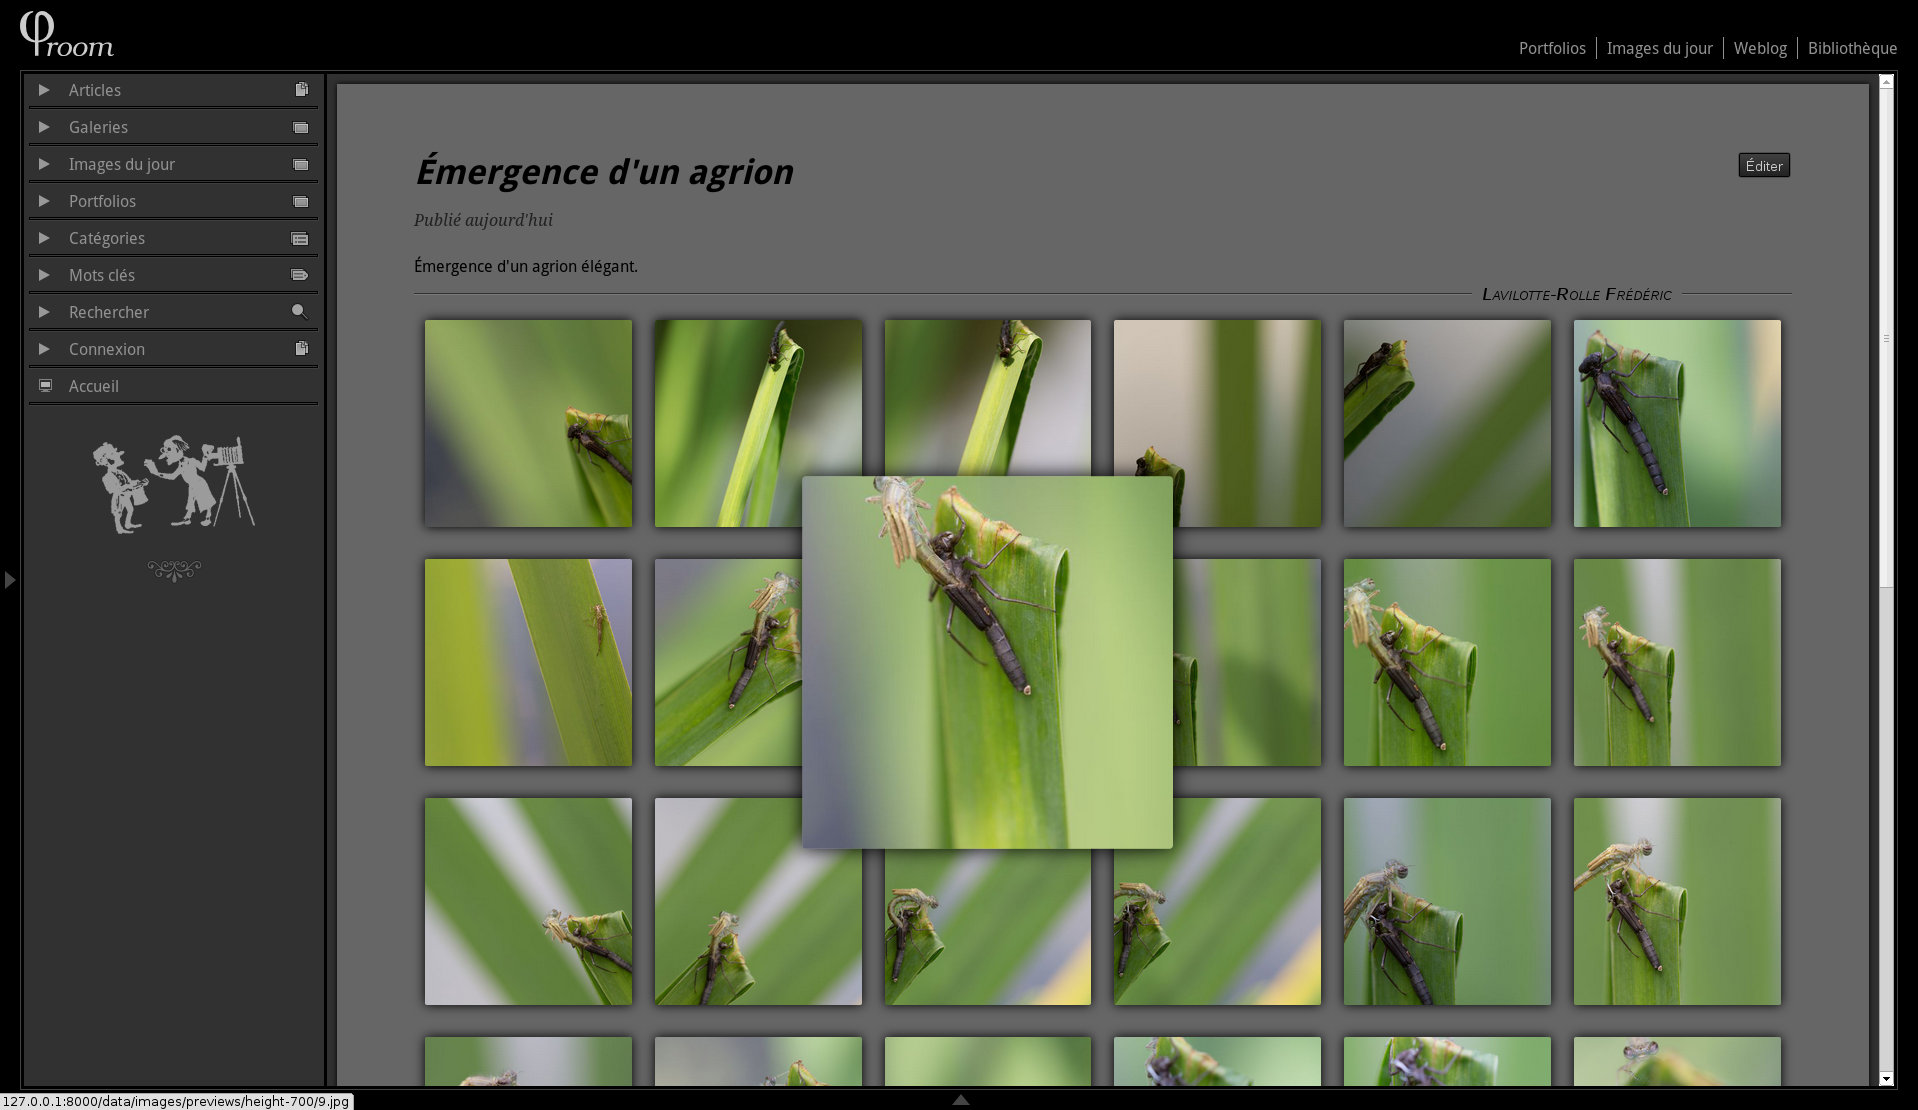 φroom
Portfolios
Images du jour
Weblog
Bibliothèque
Articles
Galeries
Images du jour
Portfolios
Catégories
Mots clés
Rechercher
Connexion
Accueil
Émergence d'un agrion
Éditer
Publié aujourd'hui
Émergence d'un agrion élégant.
Lavilotte-Rolle Frédéric
127.0.0.1:8000/data/images/previews/height-700/9.jpg